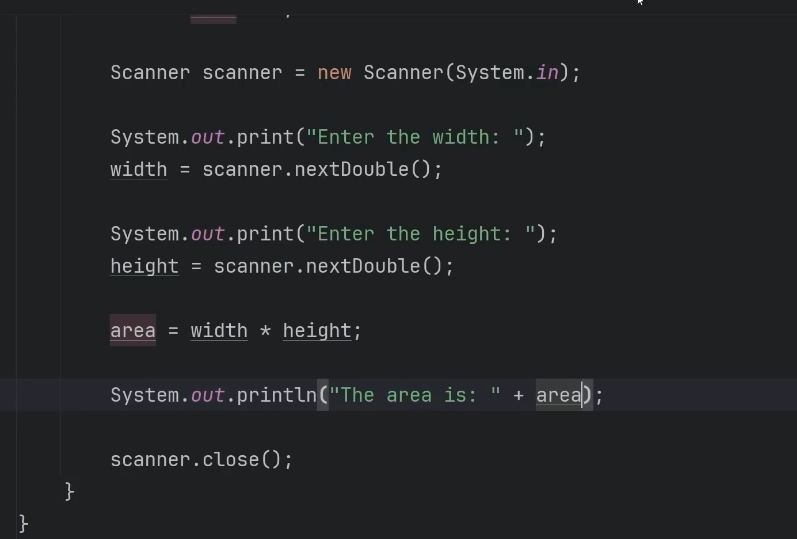 Scanner scanner = new Scanner(System.in);
System.out.print("Enter the width: ");
width = scanner.nextDouble();
System.out.print("Enter the height: ");
height = scanner.nextDouble();
area = width * height;
System.out.println("The area is: " + area);
scanner.close();
}
}